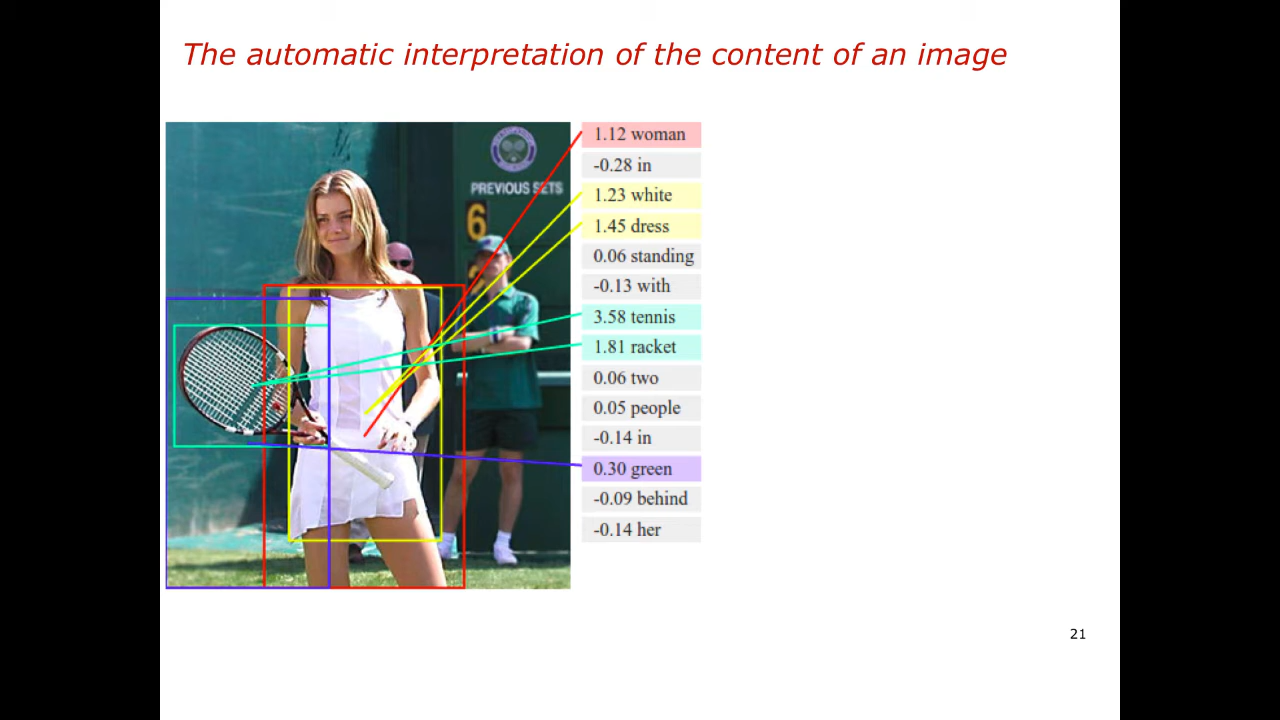 The automatic interpretation of the content of an image
PREVIOUS SETS
6
1.12 woman
-0.28 in
1.23 white
1.45 dress
0.06 standing
-0.13 with
3.58 tennis
1.81 racket
0.06 two
0.05 people
-0.14 in
0.30 green
-0.09 behind
-0.14 her
21